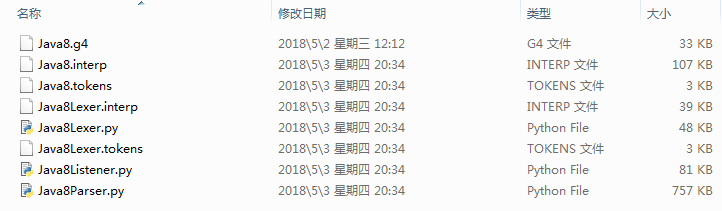 名称 修改日期 类型 大小
Java8.g4 2018\5\2 星期三 12:12 G4 文件 33 KB
Java8.interp 2018\5\3 星期四 20:34 INTERP 文件 107 KB
Java8.tokens 2018\5\3 星期四 20:34 TOKENS 文件 3 KB
Java8Lexer.interp 2018\5\3 星期四 20:34 INTERP 文件 39 KB
Java8Lexer.py 2018\5\3 星期四 20:34 Python File 48 KB
Java8Lexer.tokens 2018\5\3 星期四 20:34 TOKENS 文件 3 KB
Java8Listener.py 2018\5\3 星期四 20:34 Python File 81 KB
Java8Parser.py 2018\5\3 星期四 20:34 Python File 757 KB